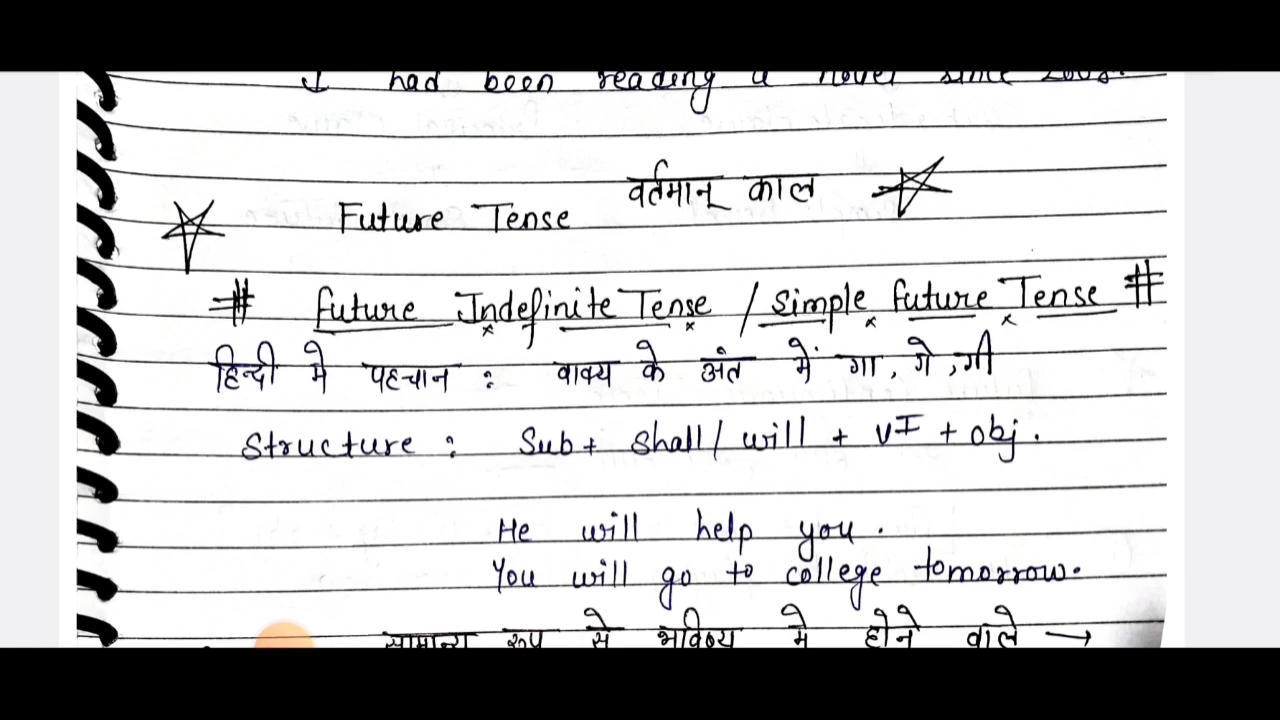 I had been reading a novel since 2003.
वर्तमान् काल
Future Tense
# Future Indefinite Tense / Simple Future Tense #
हिन्दी मे पहचान : वाक्य के अंत में गा, गे, गी
Structure : Sub + Shall / will + V I + obj.
He will help you.
You will go to college tomorrow.
सामान्य रूप से भविष्य मे होने वाले →